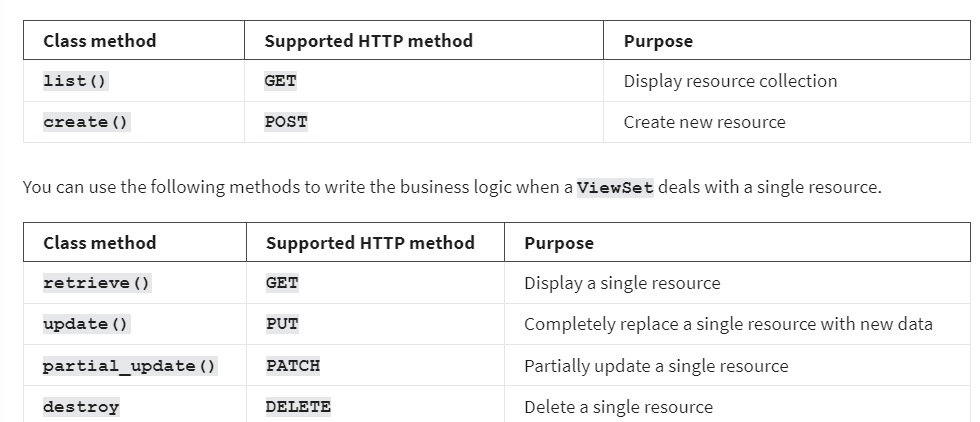 Class method Supported HTTP method Purpose
list() GET Display resource collection
create() POST Create new resource
You can use the following methods to write the business logic when a ViewSet deals with a single resource.
Class method Supported HTTP method Purpose
retrieve() GET Display a single resource
update() PUT Completely replace a single resource with new data
partial_update() PATCH Partially update a single resource
destroy DELETE Delete a single resource